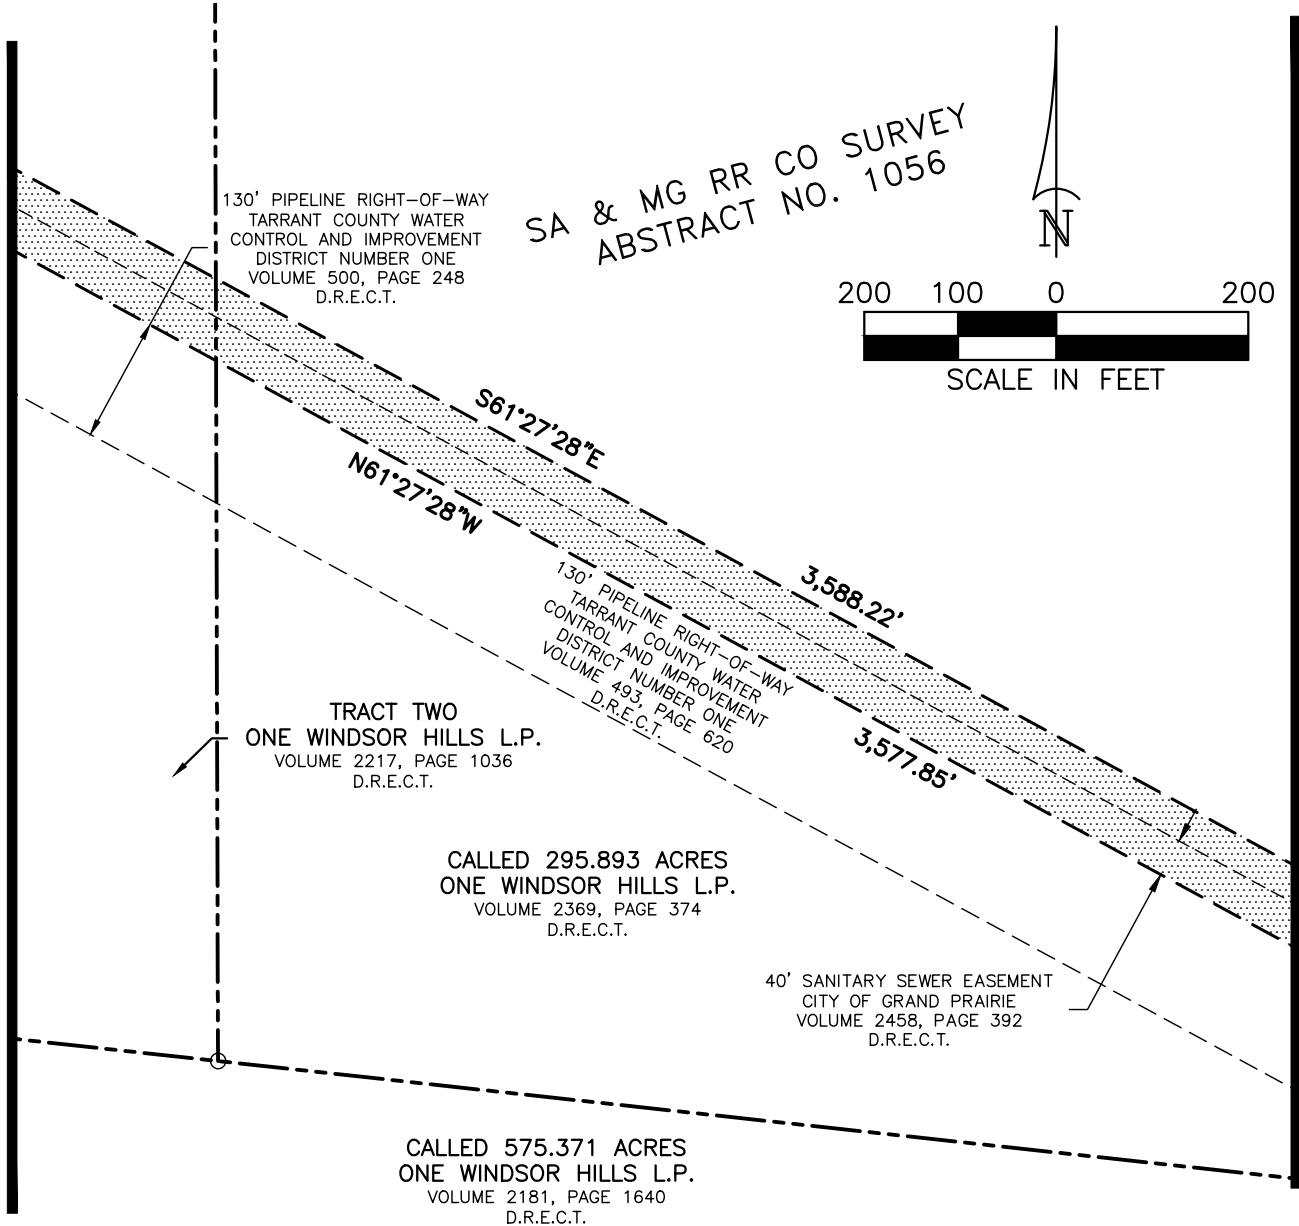 SA & MG RR CO SURVEY
ABSTRACT NO. 1056
N
130' PIPELINE RIGHT-OF-WAY
TARRANT COUNTY WATER
CONTROL AND IMPROVEMENT
DISTRICT NUMBER ONE
VOLUME 500, PAGE 248
D.R.E.C.T.
200 100 0 200
SCALE IN FEET
S61°27'28"E
N61°27'28"W
3,588.22'
130' PIPELINE RIGHT-OF-WAY
TARRANT COUNTY WATER
CONTROL AND IMPROVEMENT
DISTRICT NUMBER ONE
VOLUME 493, PAGE 620
D.R.E.C.T.
3,577.85'
TRACT TWO
ONE WINDSOR HILLS L.P.
VOLUME 2217, PAGE 1036
D.R.E.C.T.
CALLED 295.893 ACRES
ONE WINDSOR HILLS L.P.
VOLUME 2369, PAGE 374
D.R.E.C.T.
40' SANITARY SEWER EASEMENT
CITY OF GRAND PRAIRIE
VOLUME 2458, PAGE 392
D.R.E.C.T.
CALLED 575.371 ACRES
ONE WINDSOR HILLS L.P.
VOLUME 2181, PAGE 1640
D.R.E.C.T.